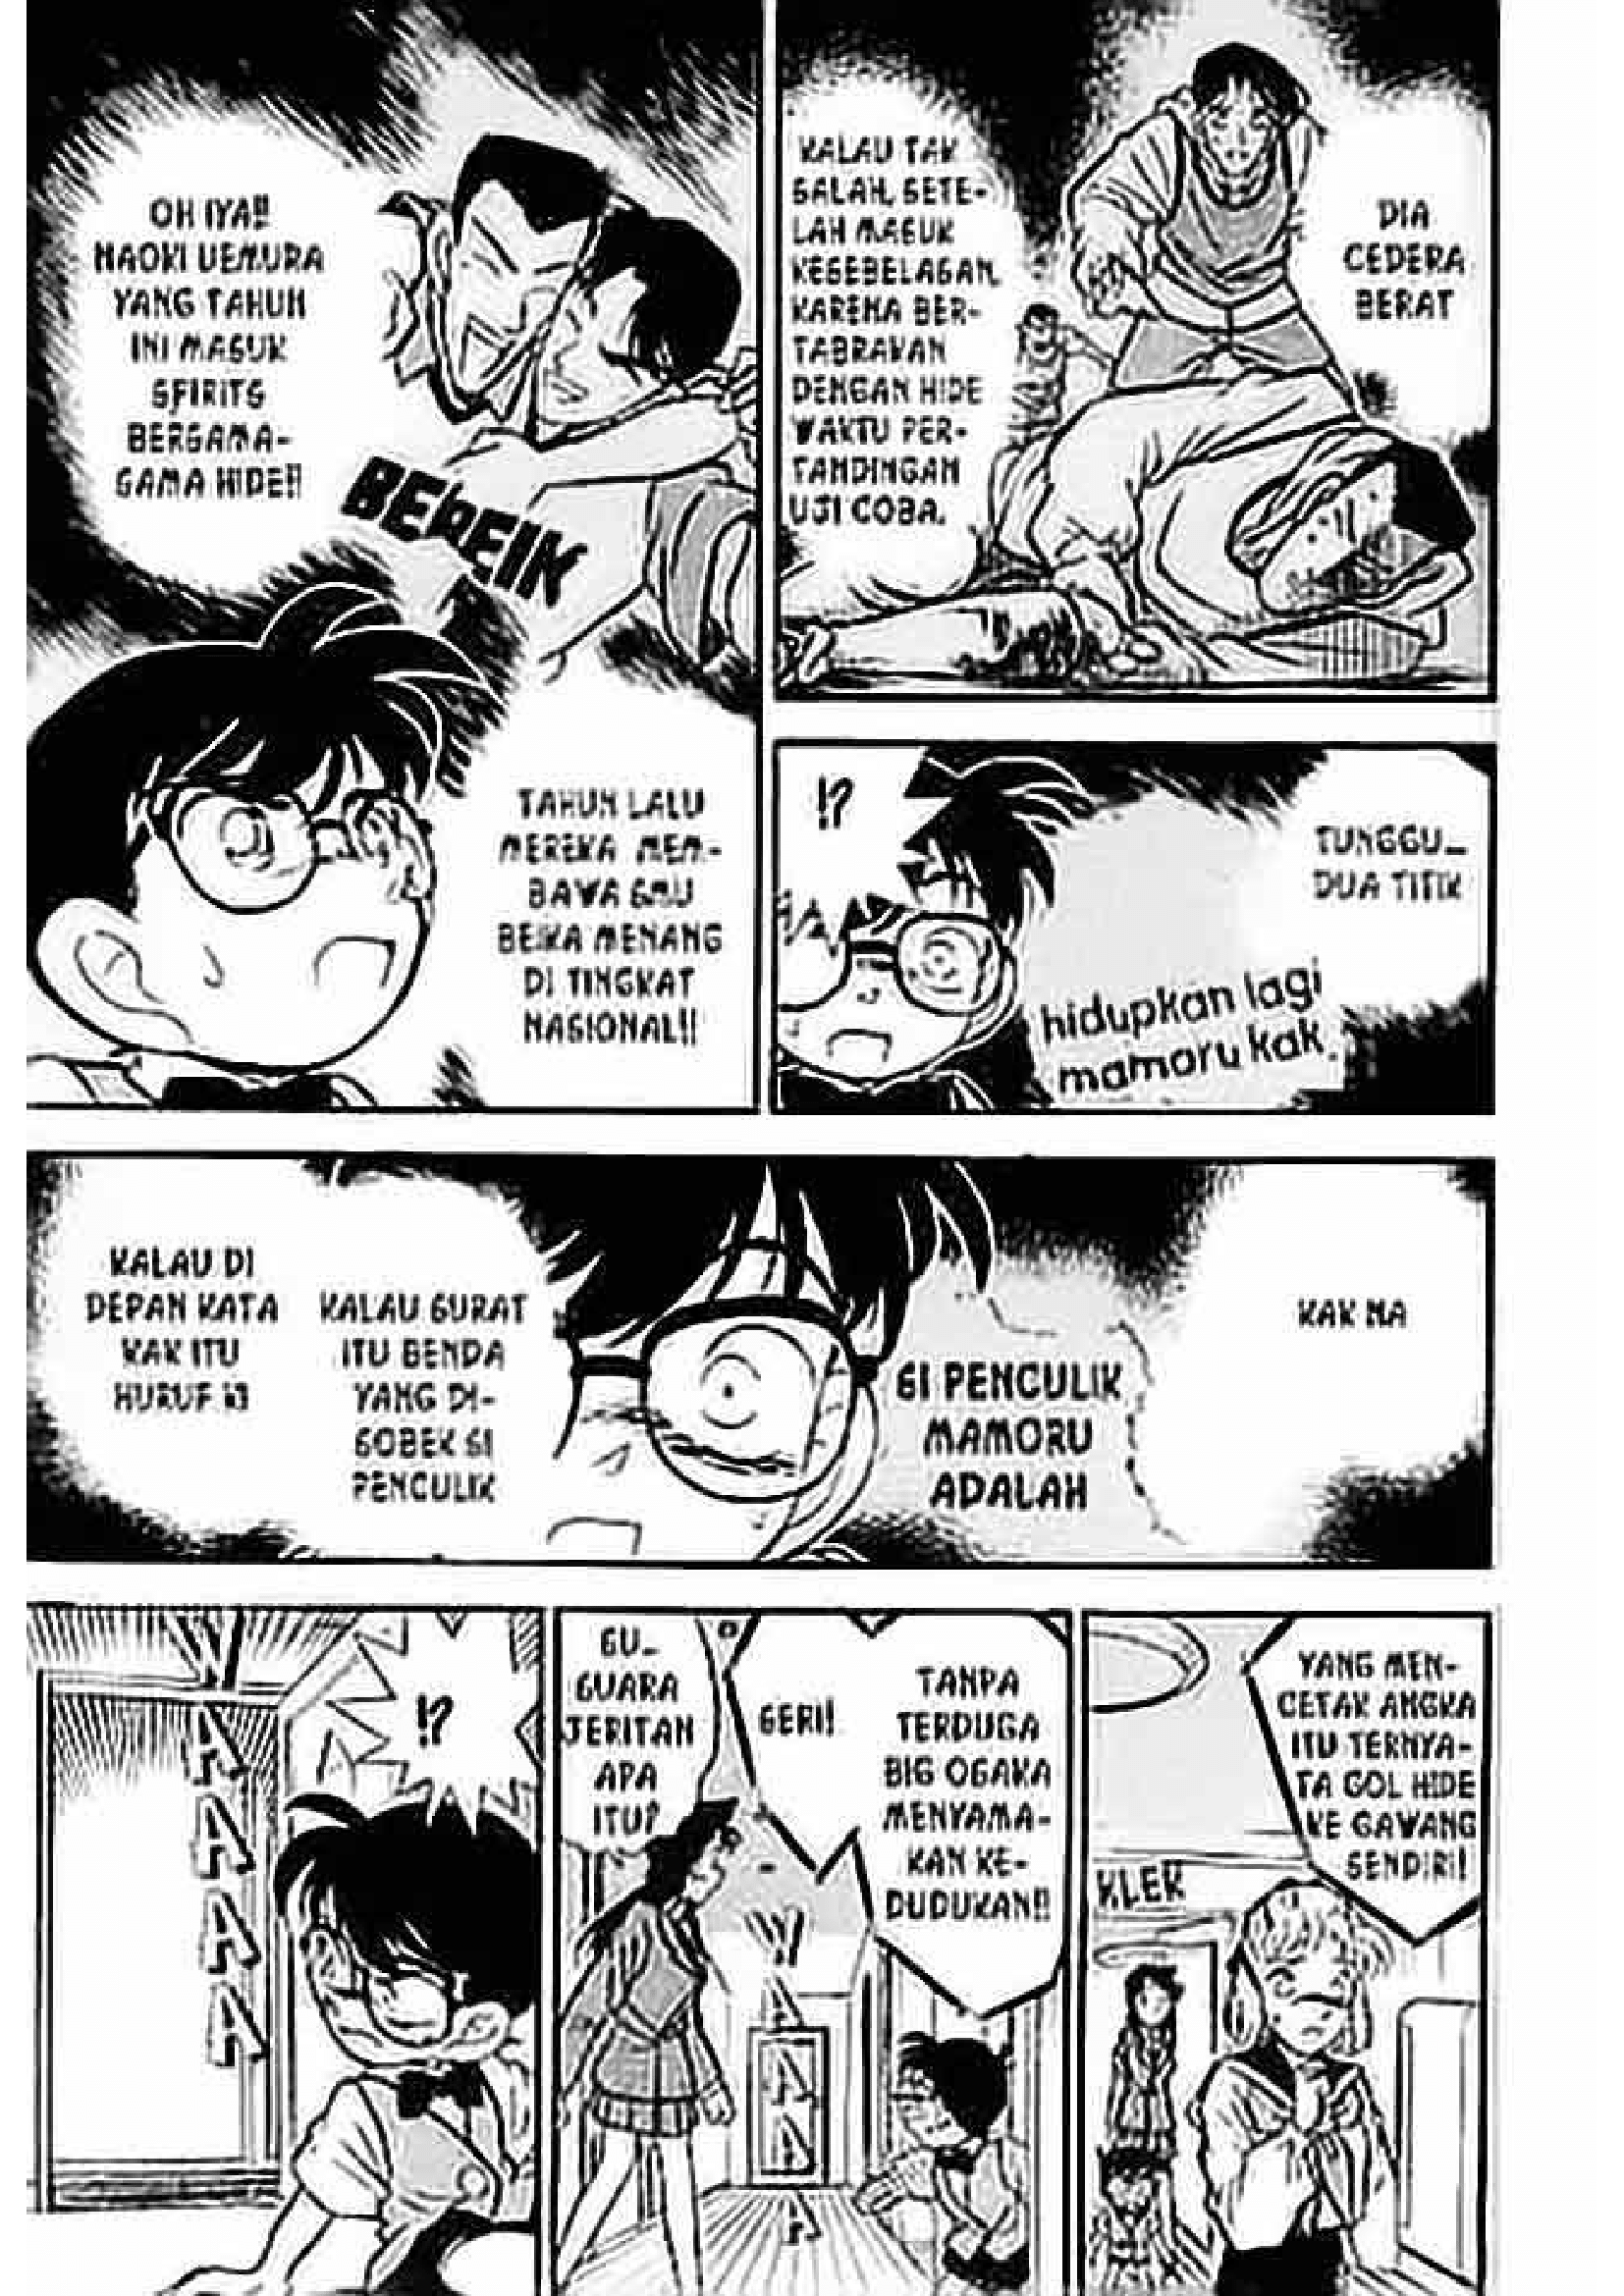 OH IYA!!
NAOKI UEMURA
YANG TAHUN
INI MASUK
SPIRITS
BERSAMA-
SAMA HIDE!!
BEREIK
TAHUN LALU
MEREKA MEM-
BAWA SMU
BEIKA MENANG
DI TINGKAT
NASIONAL!!
KALAU TAK
SALAH, SETE-
LAH MASUK
KESEBELASAN,
KARENA BER-
TABRAKAN
DENGAN HIDE
WAKTU PER-
TANDINGAN
UJI COBA.
DIA
CEDERA
BERAT
!?
TUNGGU...
DUA TITIK
hidupkan lagi
mamoru kak.
KALAU DI
DEPAN KATA
KAK ITU
HURUF KI
KALAU SURAT
ITU BENDA
YANG DI-
SOBEK SI
PENCULIK
SI PENCULIK
MAMORU
ADALAH
KAK NA
!?
WAAAAA
SU...
SUARA
JERITAN
APA
ITU?
SERI!
TANPA
TERDUGA
BIG OSAKA
MENYAMA-
KAN KE-
DUDUKAN!!
WAAAA
YANG MEN-
CETAK ANGKA
ITU TERNYA-
TA GOL HIDE
KE GAWANG
SENDIRI!
KLEK